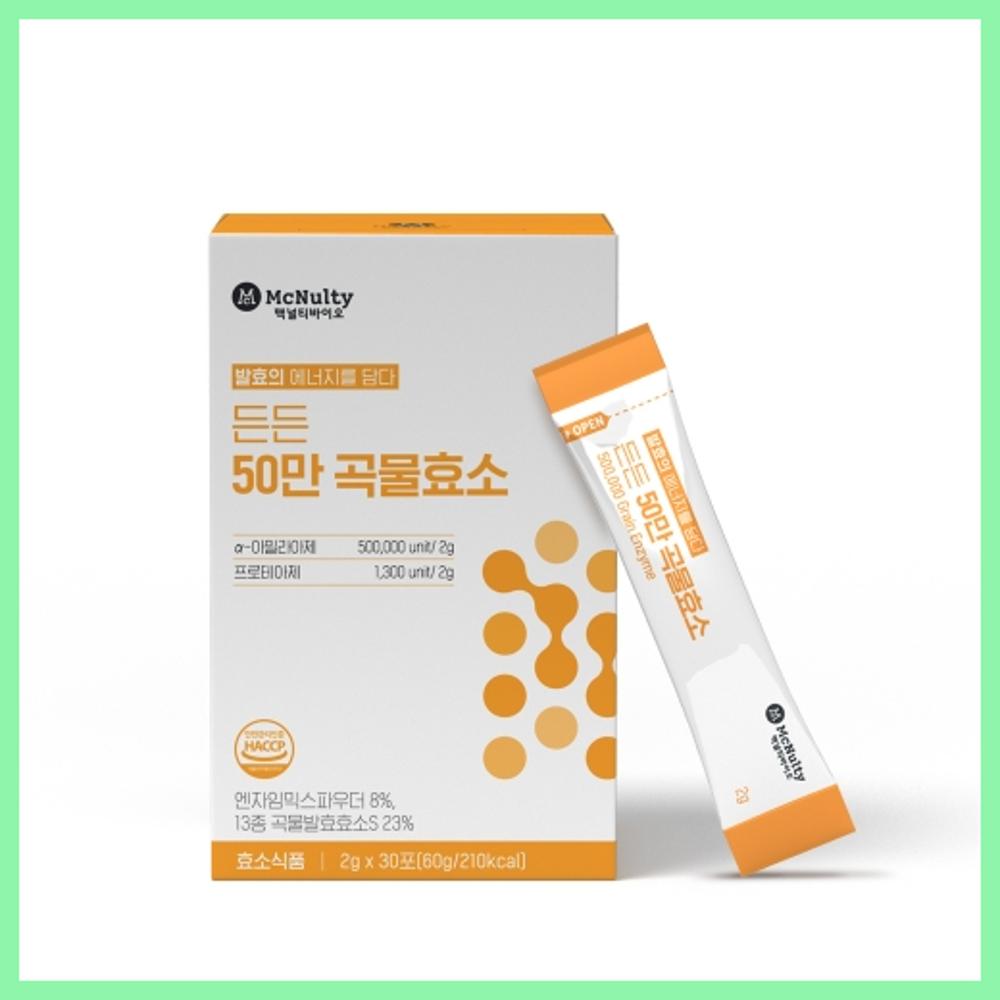 McNulty
맥널티바이오
발효의 에너지를 담다
든든
50만 곡물효소
α-아밀라아제 500,000 unit/ 2g
프로테아제 1,300 unit/ 2g
HACCP
엔자임믹스파우더 8%,
13종 곡물발효효소S 23%
효소식품 | 2g x 30포(60g/210kcal)
OPEN
발효의 에너지를 담다
든든 50만 곡물효소
500,000 Grain Enzyme
McNulty
맥널티바이오
2g